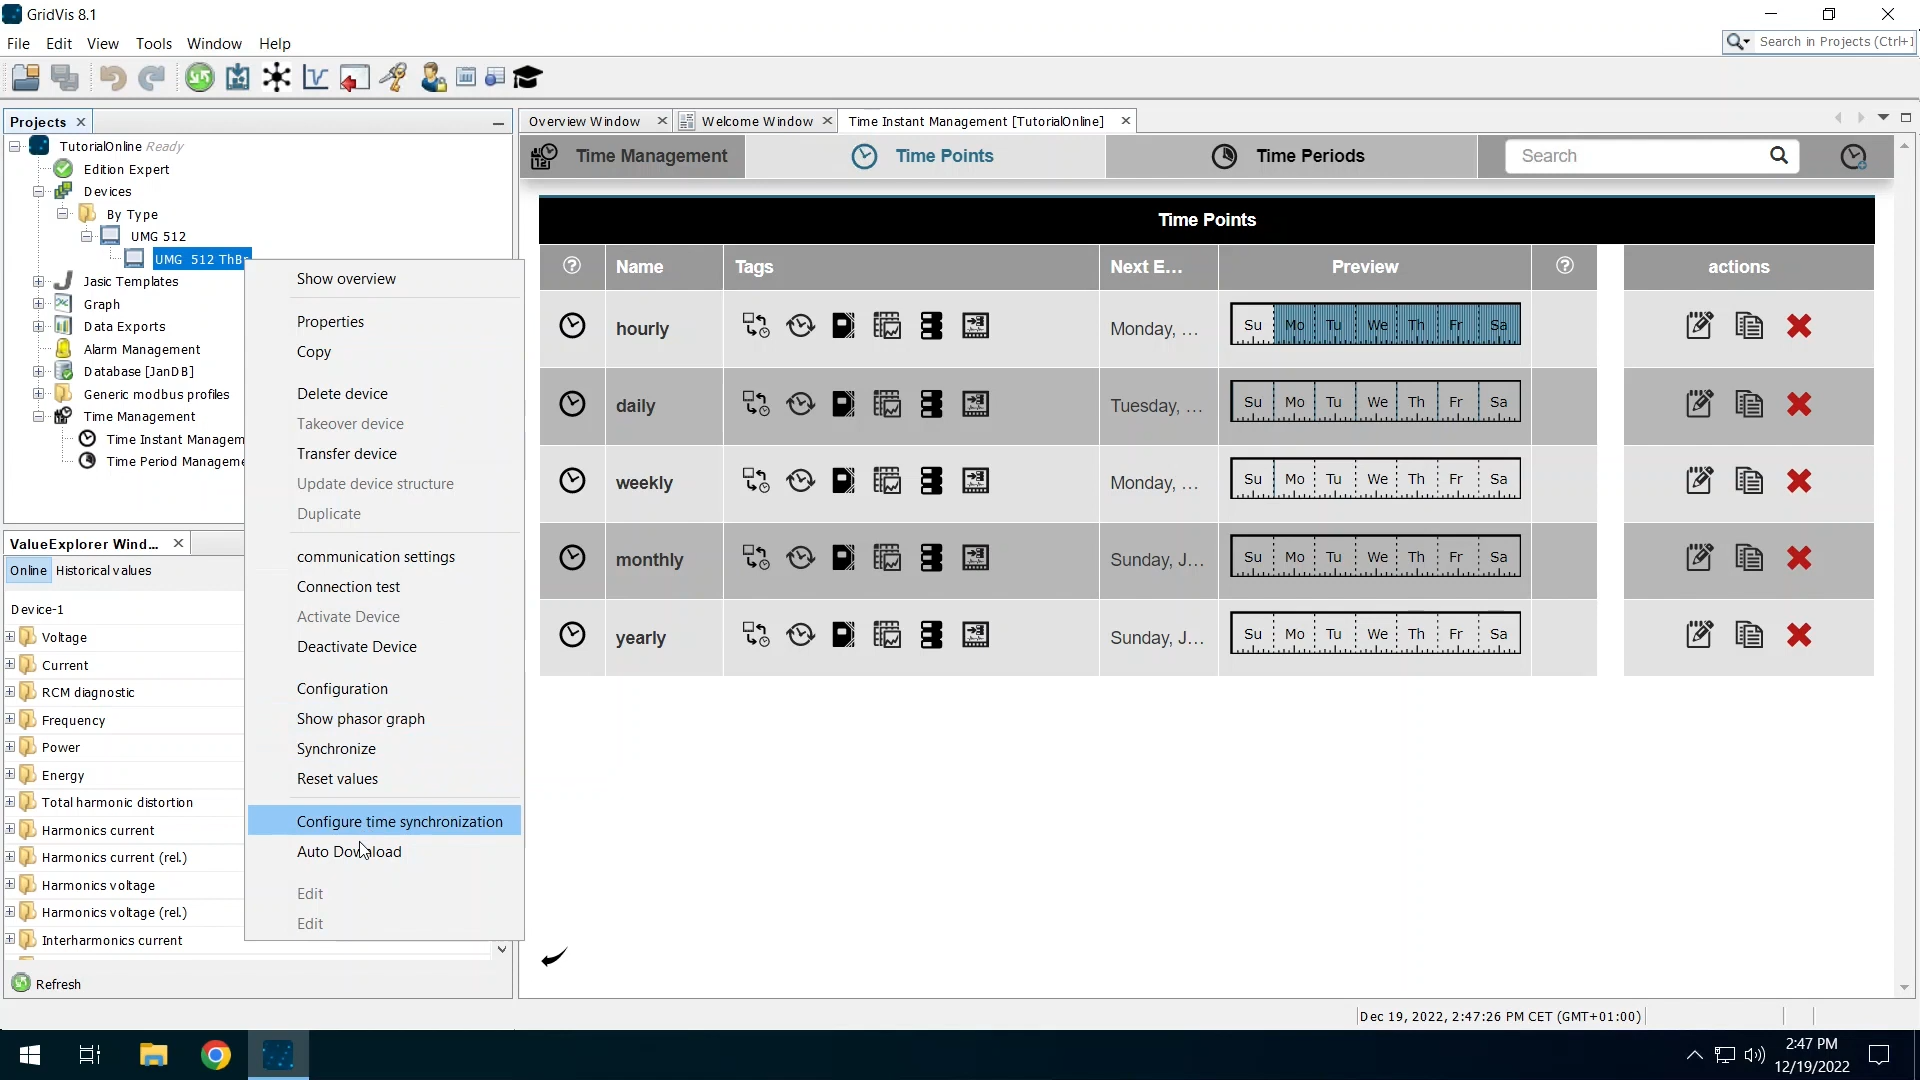 GridVis 8.1
File Edit View Tools Window Help
Search in Projects (Ctrl+I
Projects
TutorialOnline Ready
Edition Expert
Devices
By Type
UMG 512
UMG 512 ThBr
Jasic Templates
Graph
Data Exports
Alarm Management
Database [JanDB]
Generic modbus profiles
Time Management
Time Instant Managem
Time Period Manageme
ValueExplorer Wind...
Online Historical values
Device-1
Voltage
Current
RCM diagnostic
Frequency
Power
Energy
Total harmonic distortion
Harmonics current
Harmonics current (rel.)
Harmonics voltage
Harmonics voltage (rel.)
Interharmonics current
Refresh
Show overview
Properties
Copy
Delete device
Takeover device
Transfer device
Update device structure
Duplicate
communication settings
Connection test
Activate Device
Deactivate Device
Configuration
Show phasor graph
Synchronize
Reset values
Configure time synchronization
Auto Download
Edit
Edit
Overview Window Welcome Window Time Instant Management [TutorialOnline]
Time Management Time Points Time Periods Search
Time Points
Name Tags Next E... Preview actions
hourly Monday, ... Su Mo Tu We Th Fr Sa
daily Tuesday, ... Su Mo Tu We Th Fr Sa
weekly Monday, ... Su Mo Tu We Th Fr Sa
monthly Sunday, J... Su Mo Tu We Th Fr Sa
yearly Sunday, J... Su Mo Tu We Th Fr Sa
Dec 19, 2022, 2:47:26 PM CET (GMT+01:00)
2:47 PM
12/19/2022